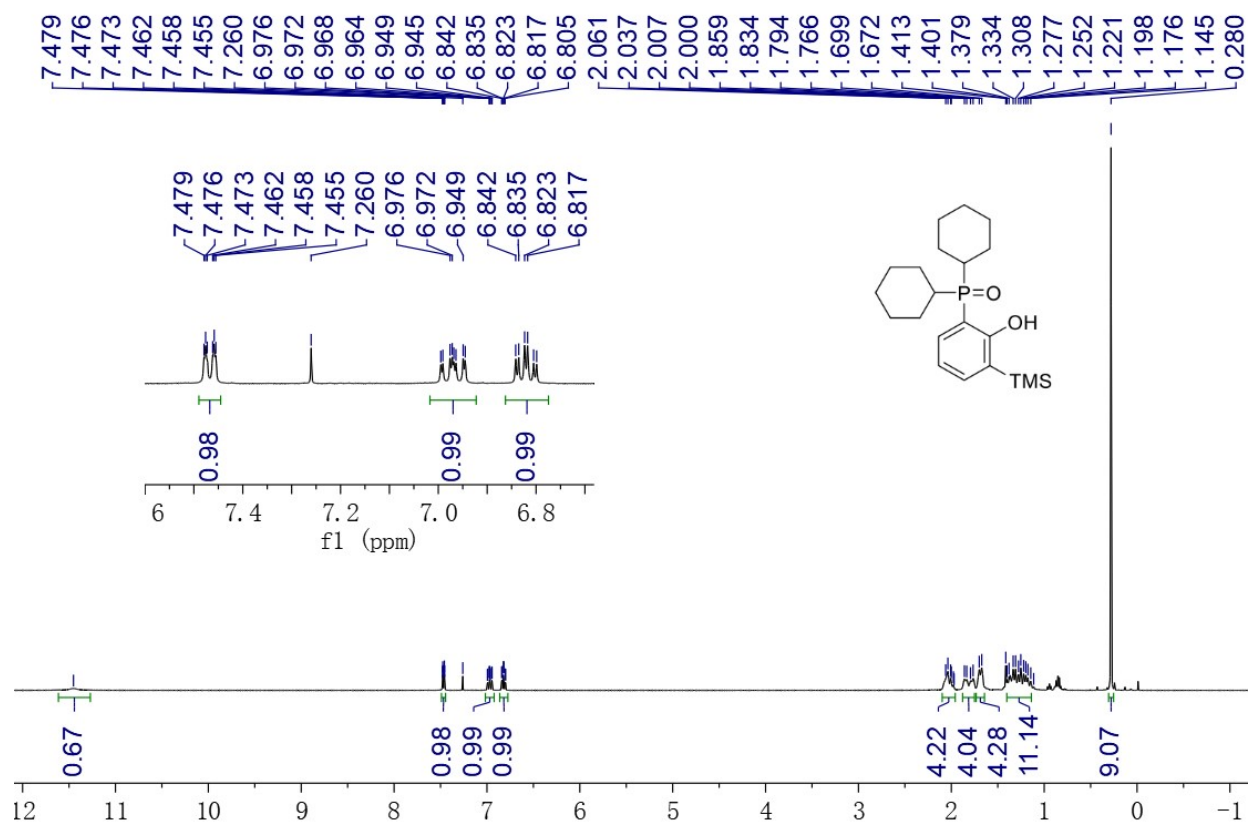 7.479 7.476 7.473 7.462 7.458 7.455 7.260 6.976 6.972 6.968 6.964 6.949 6.945 6.842 6.835 6.823 6.817 6.805 2.061 2.037 2.007 2.000 1.859 1.834 1.794 1.766 1.699 1.672 1.413 1.401 1.379 1.334 1.308 1.277 1.252 1.221 1.198 1.176 1.145 0.280
7.479 7.476 7.473 7.462 7.458 7.455 7.260 6.976 6.972 6.949 6.842 6.835 6.823 6.817
P=O
OH
TMS
0.98 0.99 0.99
6 7.4 7.2 7.0 6.8
f1 (ppm)
0.67 0.98 0.99 0.99 4.22 4.04 4.28 11.14 9.07
12 11 10 9 8 7 6 5 4 3 2 1 0 -1